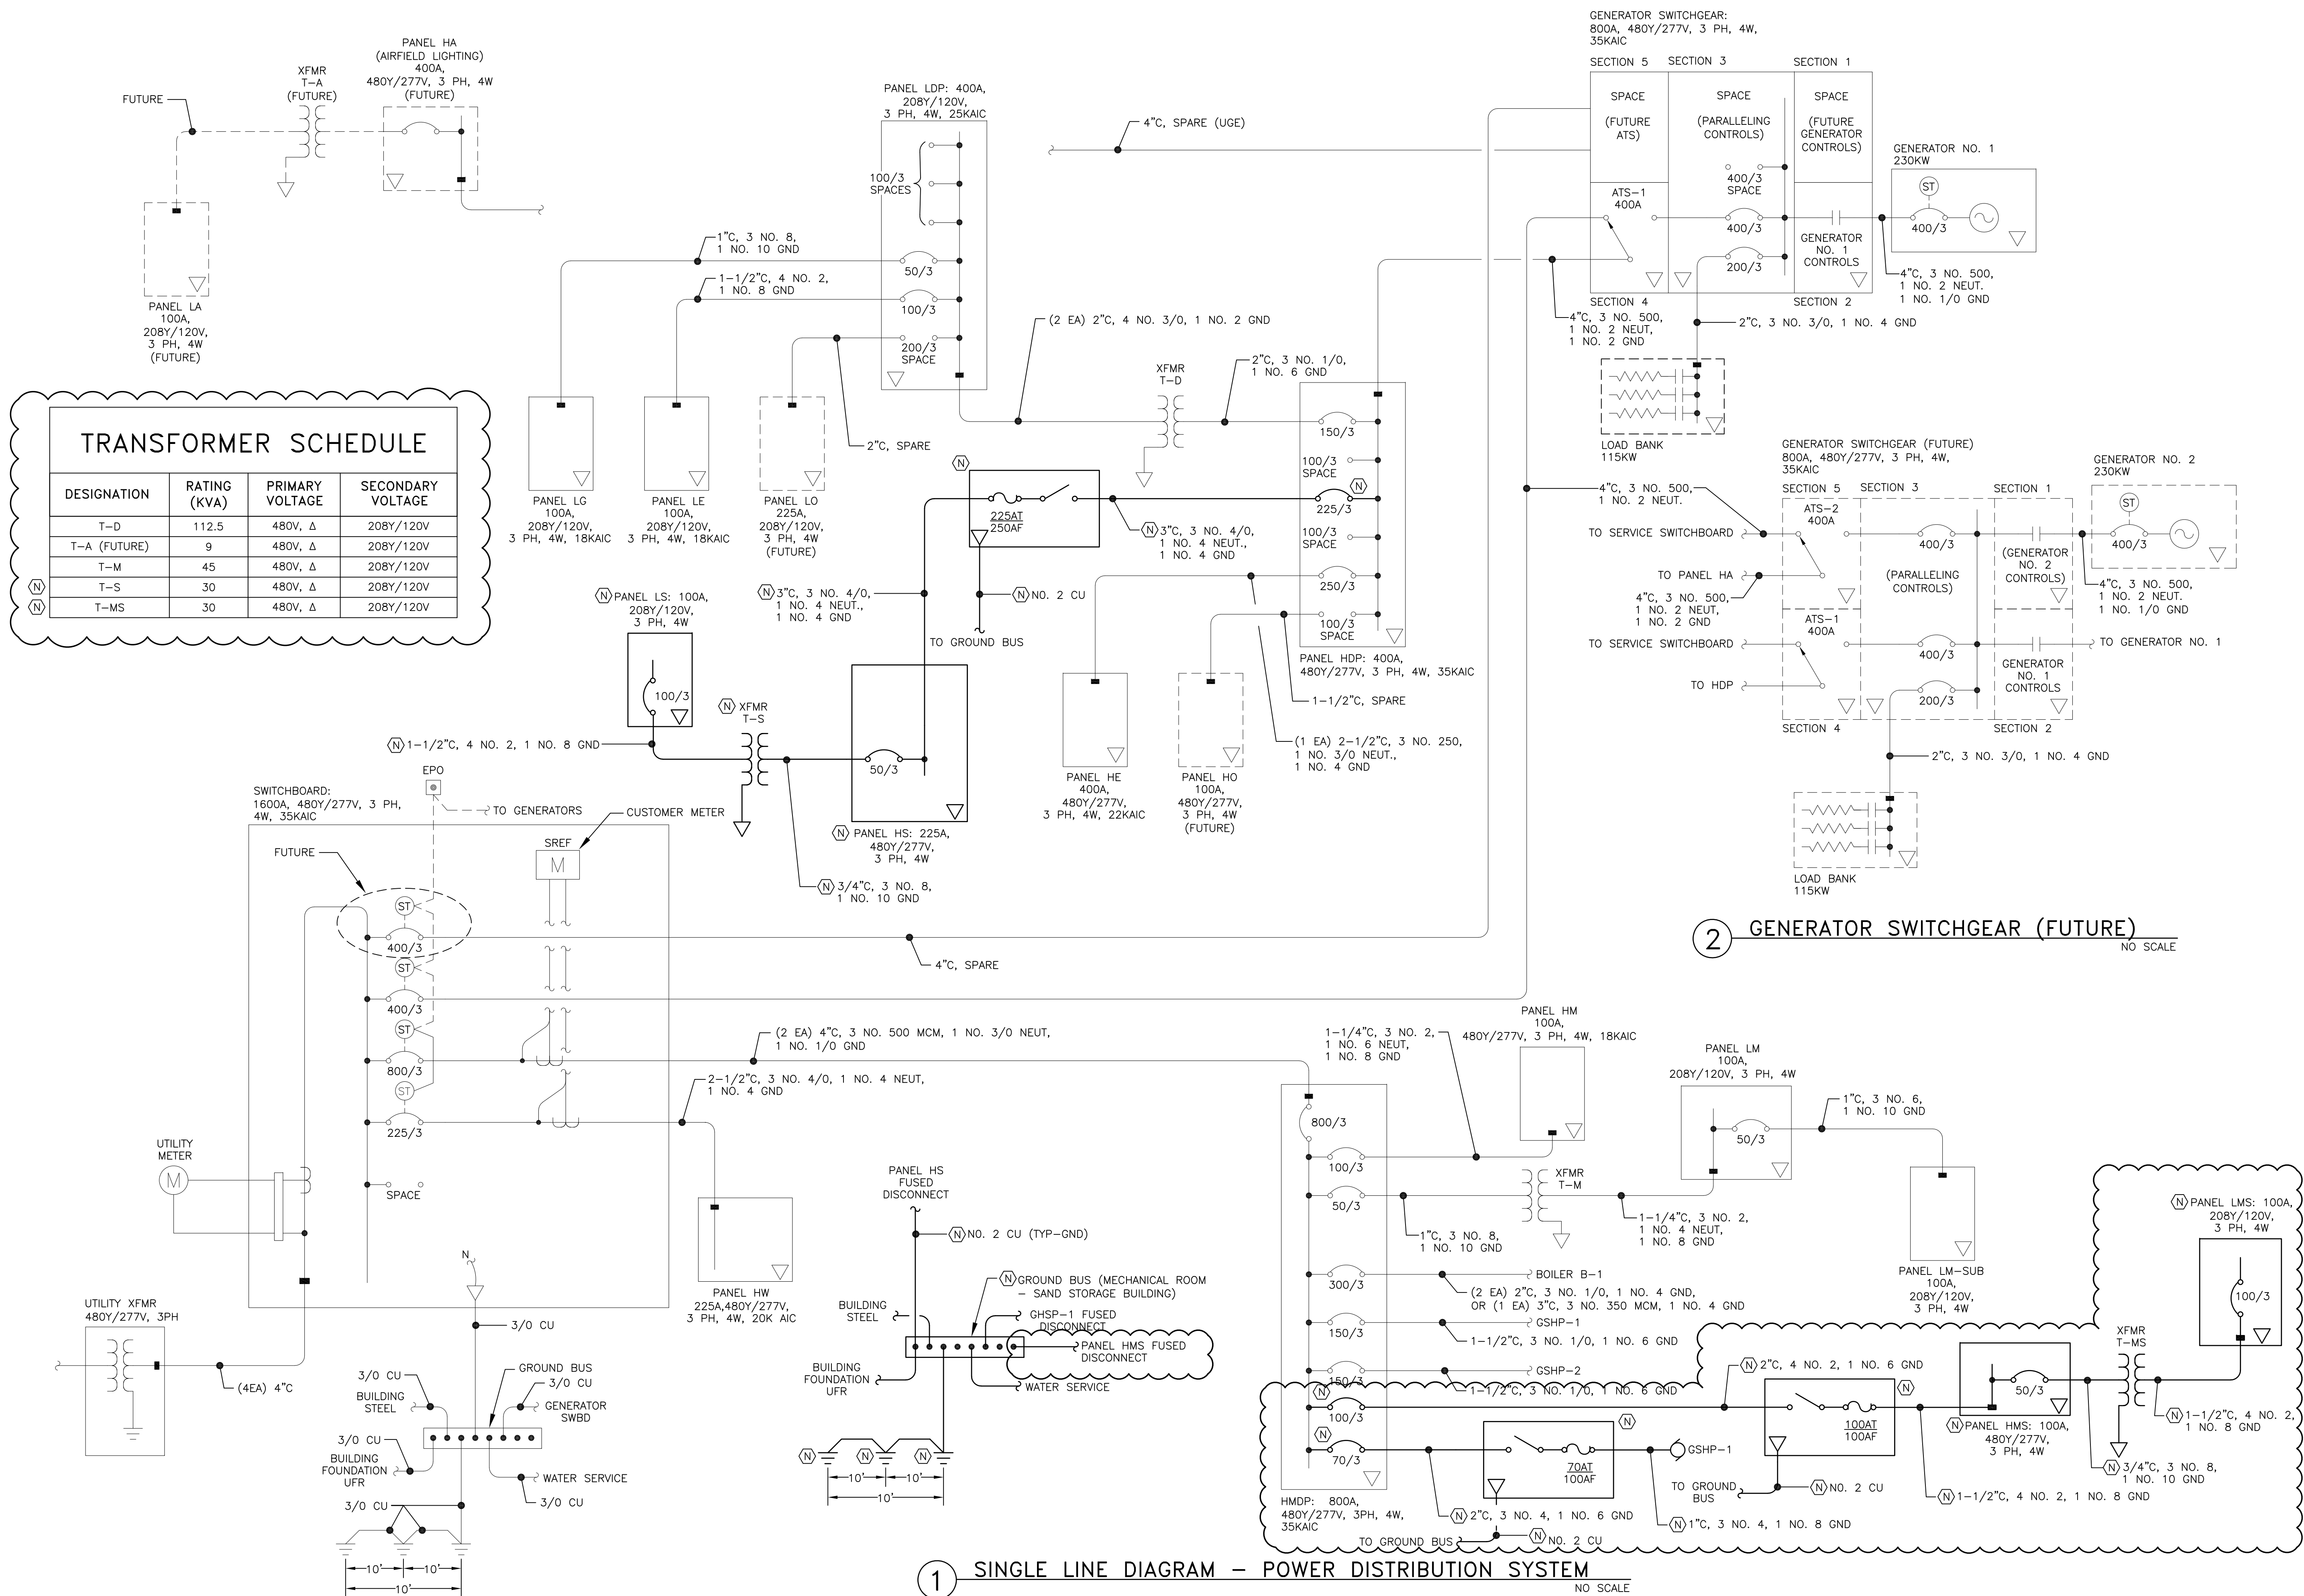 PANEL HA
(AIRFIELD LIGHTING)
400A,
480Y/277V, 3 PH, 4W
(FUTURE)
XFMR
T-A
(FUTURE)
FUTURE
PANEL LA
100A,
208Y/120V,
3 PH, 4W
(FUTURE)
TRANSFORMER SCHEDULE
DESIGNATION RATING (KVA) PRIMARY VOLTAGE SECONDARY VOLTAGE
T-D 112.5 480V, Δ 208Y/120V
T-A (FUTURE) 9 480V, Δ 208Y/120V
T-M 45 480V, Δ 208Y/120V
N T-S 30 480V, Δ 208Y/120V
N T-MS 30 480V, Δ 208Y/120V
PANEL LDP: 400A,
208Y/120V,
3 PH, 4W, 25KAIC
100/3
SPACES
50/3
100/3
200/3
SPACE
1"C, 3 NO. 8,
1 NO. 10 GND
1-1/2"C, 4 NO. 2,
1 NO. 8 GND
2"C, SPARE
PANEL LG
100A,
208Y/120V,
3 PH, 4W, 18KAIC
PANEL LE
100A,
208Y/120V,
3 PH, 4W, 18KAIC
PANEL LO
225A,
208Y/120V,
3 PH, 4W
(FUTURE)
4"C, SPARE (UGE)
(2 EA) 2"C, 4 NO. 3/0, 1 NO. 2 GND
XFMR
T-D
2"C, 3 NO. 1/0,
1 NO. 6 GND
150/3
100/3
SPACE
N
225/3
100/3
SPACE
250/3
100/3
SPACE
PANEL HDP: 400A,
480Y/277V, 3 PH, 4W, 35KAIC
N
225AT
250AF
N 3"C, 3 NO. 4/0,
1 NO. 4 NEUT.,
1 NO. 4 GND
N NO. 2 CU
TO GROUND BUS
N 3"C, 3 NO. 4/0,
1 NO. 4 NEUT.,
1 NO. 4 GND
N PANEL LS: 100A,
208Y/120V,
3 PH, 4W
100/3
N XFMR
T-S
N 1-1/2"C, 4 NO. 2, 1 NO. 8 GND
50/3
N PANEL HS: 225A,
480Y/277V,
3 PH, 4W
N 3/4"C, 3 NO. 8,
1 NO. 10 GND
PANEL HE
400A,
480Y/277V,
3 PH, 4W, 22KAIC
PANEL HO
100A,
480Y/277V,
3 PH, 4W
(FUTURE)
1-1/2"C, SPARE
(1 EA) 2-1/2"C, 3 NO. 250,
1 NO. 3/0 NEUT.,
1 NO. 4 GND
GENERATOR SWITCHGEAR:
800A, 480Y/277V, 3 PH, 4W,
35KAIC
SECTION 5 SECTION 3 SECTION 1
SPACE
(FUTURE
ATS)
SPACE
(PARALLELING
CONTROLS)
SPACE
(FUTURE
GENERATOR
CONTROLS)
400/3
SPACE
ATS-1
400A
400/3
200/3
GENERATOR
NO. 1
CONTROLS
SECTION 4 SECTION 2
GENERATOR NO. 1
230KW
ST
400/3
4"C, 3 NO. 500,
1 NO. 2 NEUT.
1 NO. 1/0 GND
4"C, 3 NO. 500,
1 NO. 2 NEUT,
1 NO. 2 GND
2"C, 3 NO. 3/0, 1 NO. 4 GND
LOAD BANK
115KW
GENERATOR SWITCHGEAR (FUTURE)
800A, 480Y/277V, 3 PH, 4W,
35KAIC
4"C, 3 NO. 500,
1 NO. 2 NEUT.
SECTION 5 SECTION 3 SECTION 1
TO SERVICE SWITCHBOARD
ATS-2
400A
400/3
(GENERATOR
NO. 2
CONTROLS)
TO PANEL HA
(PARALLELING
CONTROLS)
4"C, 3 NO. 500,
1 NO. 2 NEUT,
1 NO. 2 GND
GENERATOR NO. 2
230KW
ST
400/3
4"C, 3 NO. 500,
1 NO. 2 NEUT.
1 NO. 1/0 GND
TO SERVICE SWITCHBOARD
ATS-1
400A
400/3
TO GENERATOR NO. 1
TO HDP
200/3
GENERATOR
NO. 1
CONTROLS
SECTION 4 SECTION 2
2"C, 3 NO. 3/0, 1 NO. 4 GND
LOAD BANK
115KW
2 GENERATOR SWITCHGEAR (FUTURE)
NO SCALE
SWITCHBOARD:
1600A, 480Y/277V, 3 PH,
4W, 35KAIC
EPO
TO GENERATORS
CUSTOMER METER
SREF
M
FUTURE
ST
400/3
ST
400/3
ST
800/3
ST
225/3
SPACE
4"C, SPARE
(2 EA) 4"C, 3 NO. 500 MCM, 1 NO. 3/0 NEUT,
1 NO. 1/0 GND
2-1/2"C, 3 NO. 4/0, 1 NO. 4 NEUT,
1 NO. 4 GND
UTILITY
METER
M
N
PANEL HW
225A,480Y/277V,
3 PH, 4W, 20K AIC
UTILITY XFMR
480Y/277V, 3PH
(4EA) 4"C
3/0 CU
GROUND BUS
3/0 CU
BUILDING
STEEL
3/0 CU
GENERATOR
SWBD
3/0 CU
BUILDING
FOUNDATION
UFR
WATER SERVICE
3/0 CU
3/0 CU
10' 10'
10'
PANEL HS
FUSED
DISCONNECT
N NO. 2 CU (TYP-GND)
N GROUND BUS (MECHANICAL ROOM
- SAND STORAGE BUILDING)
BUILDING
STEEL
GHSP-1 FUSED
DISCONNECT
PANEL HMS FUSED
DISCONNECT
BUILDING
FOUNDATION
UFR
WATER SERVICE
N N N
10' 10'
10'
1-1/4"C, 3 NO. 2,
1 NO. 6 NEUT,
1 NO. 8 GND
PANEL HM
100A,
480Y/277V, 3 PH, 4W, 18KAIC
PANEL LM
100A,
208Y/120V, 3 PH, 4W
50/3
1"C, 3 NO. 6,
1 NO. 10 GND
800/3
100/3
50/3
XFMR
T-M
1"C, 3 NO. 8,
1 NO. 10 GND
1-1/4"C, 3 NO. 2,
1 NO. 4 NEUT,
1 NO. 8 GND
PANEL LM-SUB
100A,
208Y/120V,
3 PH, 4W
300/3
BOILER B-1
(2 EA) 2"C, 3 NO. 1/0, 1 NO. 4 GND,
OR (1 EA) 3"C, 3 NO. 350 MCM, 1 NO. 4 GND
150/3
GSHP-1
1-1/2"C, 3 NO. 1/0, 1 NO. 6 GND
150/3
GSHP-2
1-1/2"C, 3 NO. 1/0, 1 NO. 6 GND
N
100/3
N
70/3
HMDP: 800A,
480Y/277V, 3PH, 4W,
35KAIC
N 2"C, 4 NO. 2, 1 NO. 6 GND
N
70AT
100AF
GSHP-1
N 2"C, 3 NO. 4, 1 NO. 6 GND
N 1"C, 3 NO. 4, 1 NO. 8 GND
TO GROUND BUS
N NO. 2 CU
N
100AT
100AF
TO GROUND
BUS
N NO. 2 CU
N 1-1/2"C, 4 NO. 2, 1 NO. 8 GND
50/3
N PANEL HMS: 100A,
480Y/277V,
3 PH, 4W
XFMR
T-MS
N 3/4"C, 3 NO. 8,
1 NO. 10 GND
N 1-1/2"C, 4 NO. 2,
1 NO. 8 GND
N PANEL LMS: 100A,
208Y/120V,
3 PH, 4W
100/3
1 SINGLE LINE DIAGRAM - POWER DISTRIBUTION SYSTEM
NO SCALE